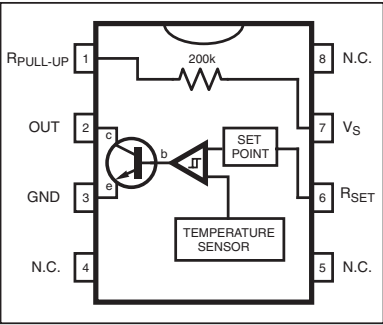 RPULL-UP 1 200k 8 N.C.
OUT 2 c 7 VS
b SET POINT
GND 3 e 6 RSET
TEMPERATURE SENSOR
N.C. 4 5 N.C.